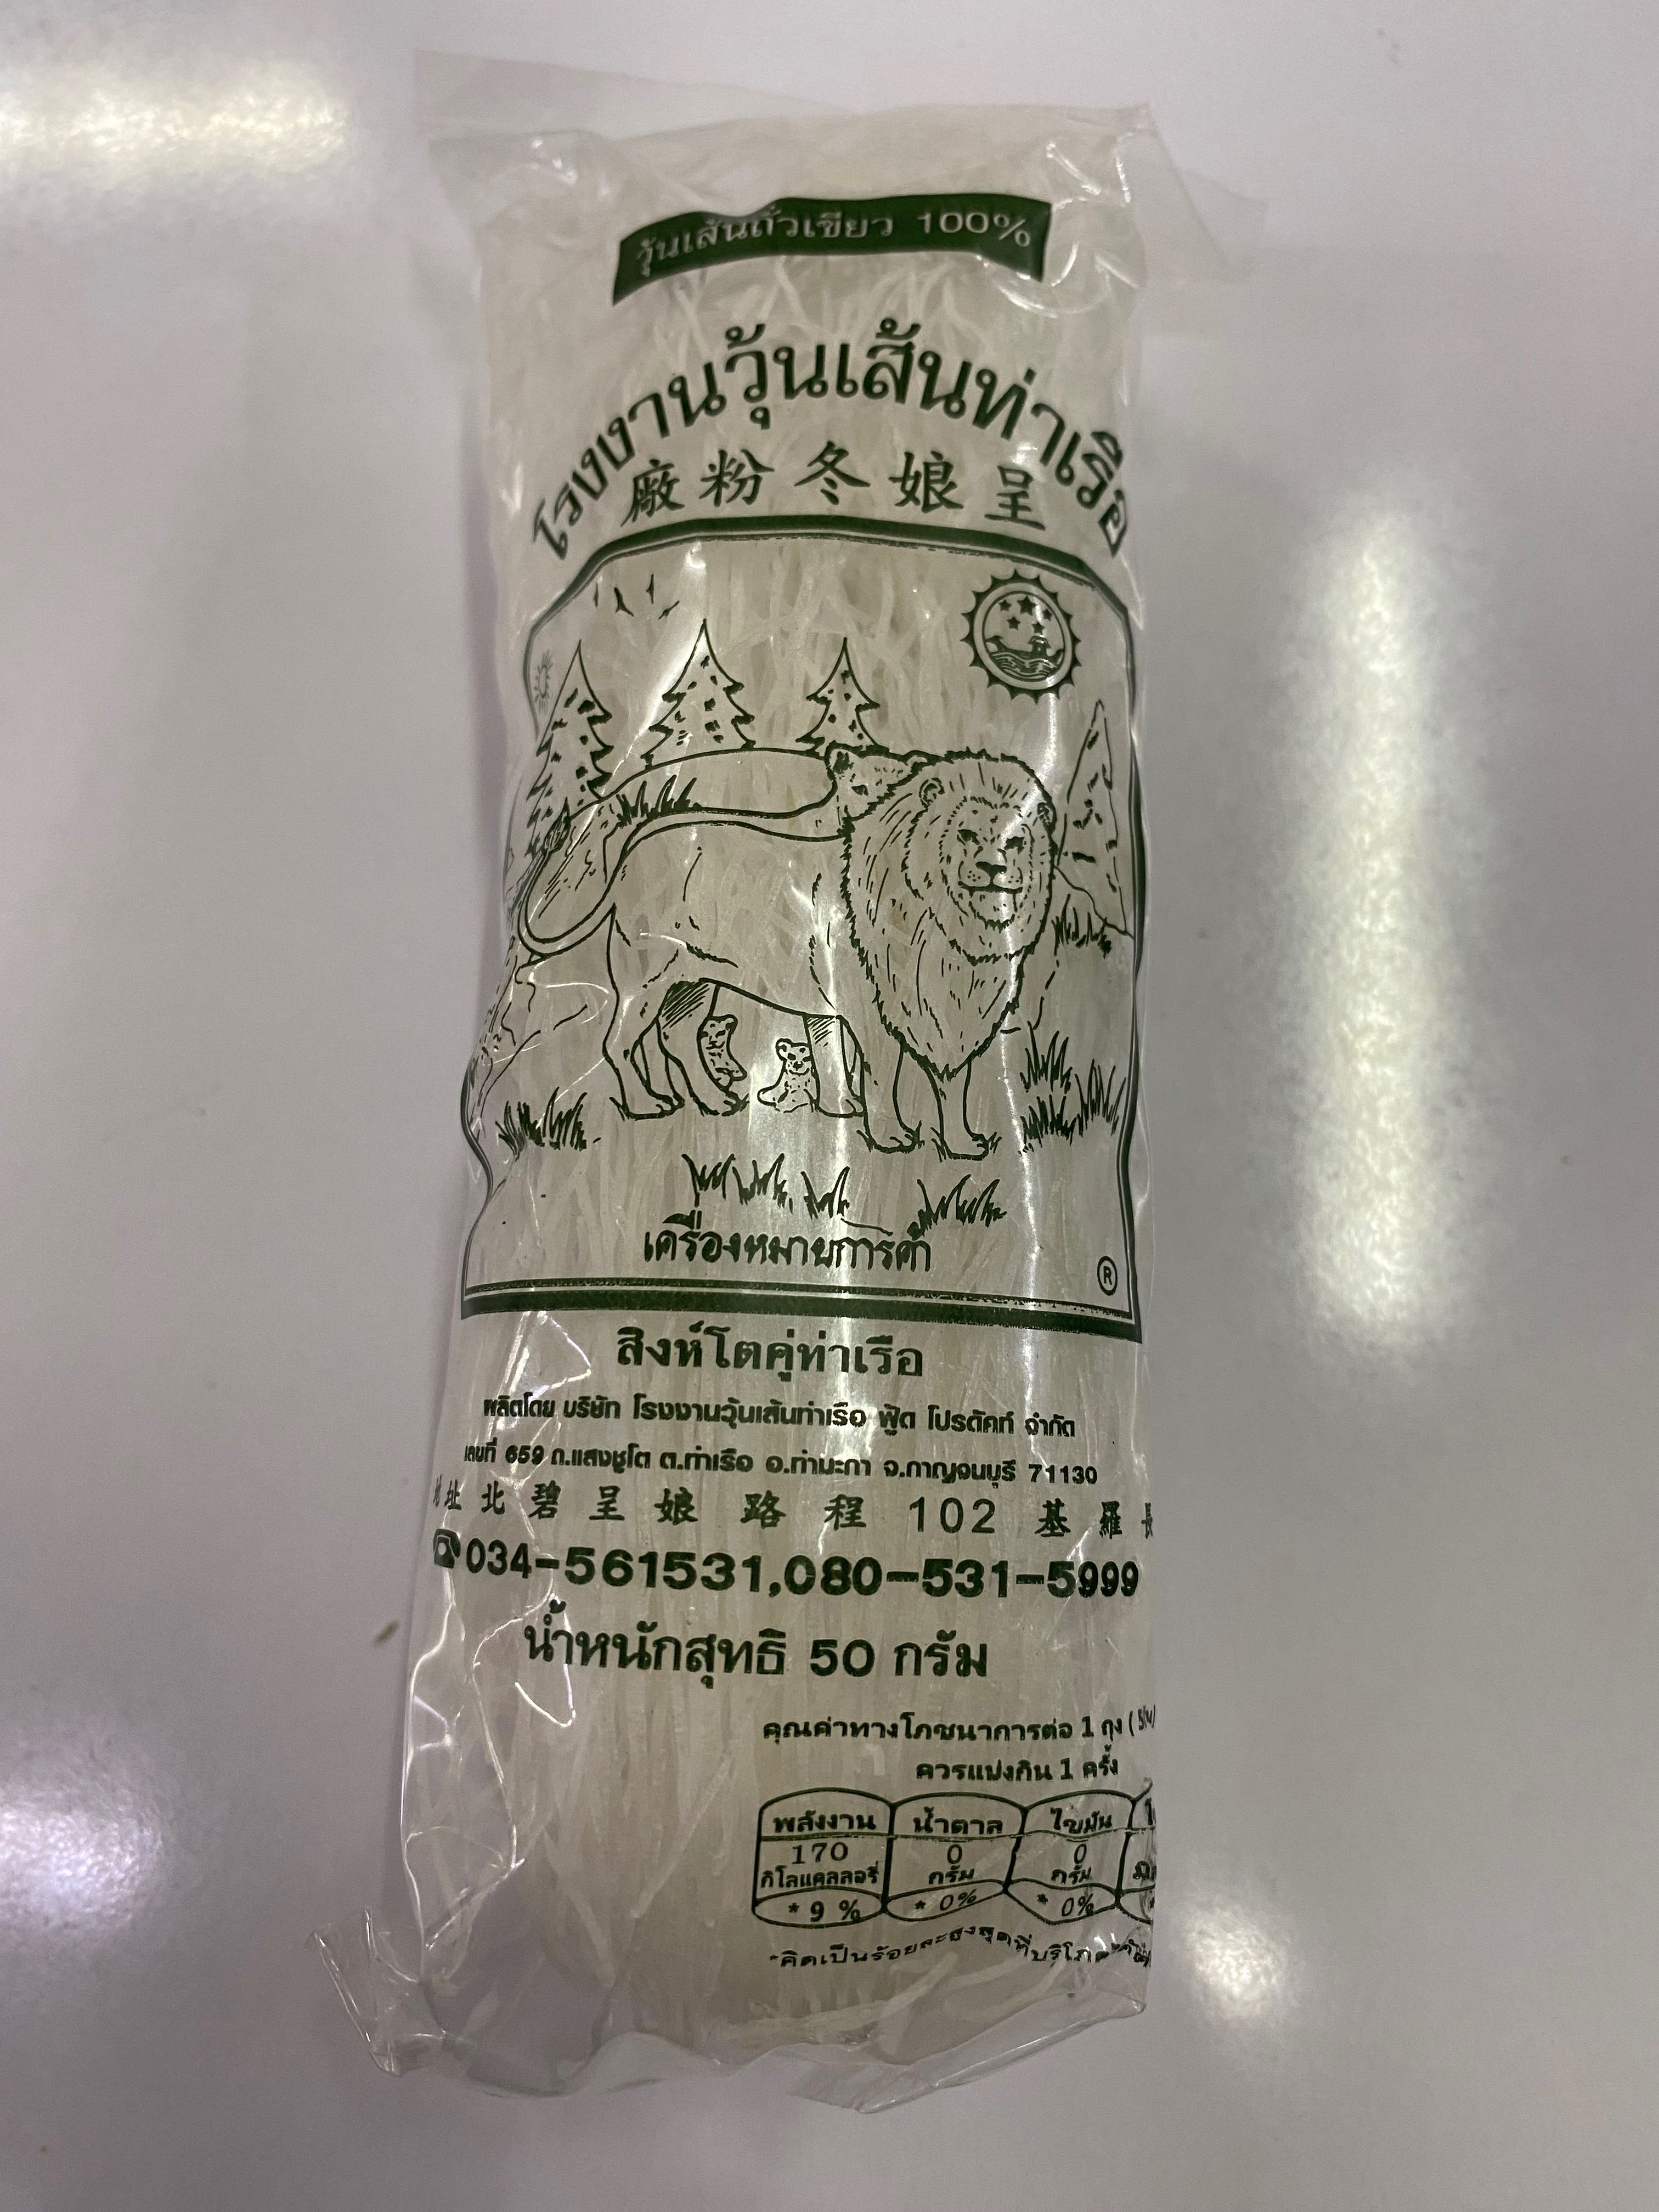 วุ้นเส้นถั่วเขียว 100%
โรงงานวุ้นเส้นท่าเรือ
廠粉冬娘呈
เครื่องหมายการค้า
®
สิงห์โตคู่ท่าเรือ
ผลิตโดย บริษัท โรงงานวุ้นเส้นท่าเรือ ฟู้ด โปรดัคท์ จำกัด
เลขที่ 659 ถ.แสงชูโต ต.ท่าเรือ อ.ท่ามะกา จ.กาญจนบุรี 71130
址 北 碧 呈 娘 路 程 102 基 羅
034-561531,080-531-5999
น้ำหนักสุทธิ 50 กรัม
คุณค่าทางโภชนาการต่อ 1 ถุง
ควรแบ่งกิน 1 ครั้ง
พลังงาน น้ำตาล ไขมัน
170 0 0
กิโลแคลลอรี่ กรัม กรัม
* 9 % * 0% * 0%
*คิดเป็นร้อยละสูงสุดที่บริโภค